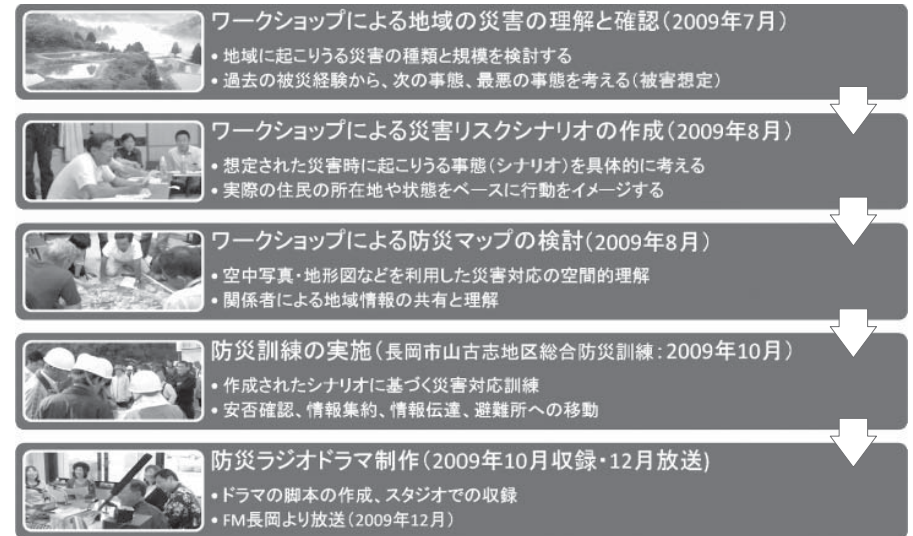 ワークショップによる地域の災害の理解と確認(2009年7月)
• 地域に起こりうる災害の種類と規模を検討する
• 過去の被災経験から、次の事態、最悪の事態を考える(被害想定)
ワークショップによる災害リスクシナリオの作成(2009年8月)
• 想定された災害時に起こりうる事態(シナリオ)を具体的に考える
• 実際の住民の所在地や状態をベースに行動をイメージする
ワークショップによる防災マップの検討(2009年8月)
• 空中写真・地形図などを利用した災害対応の空間的理解
• 関係者による地域情報の共有と理解
防災訓練の実施(長岡市山古志地区総合防災訓練:2009年10月)
• 作成されたシナリオに基づく災害対応訓練
• 安否確認、情報集約、情報伝達、避難所への移動
防災ラジオドラマ制作(2009年10月収録・12月放送)
• ドラマの脚本の作成、スタジオでの収録
• FM長岡より放送(2009年12月)